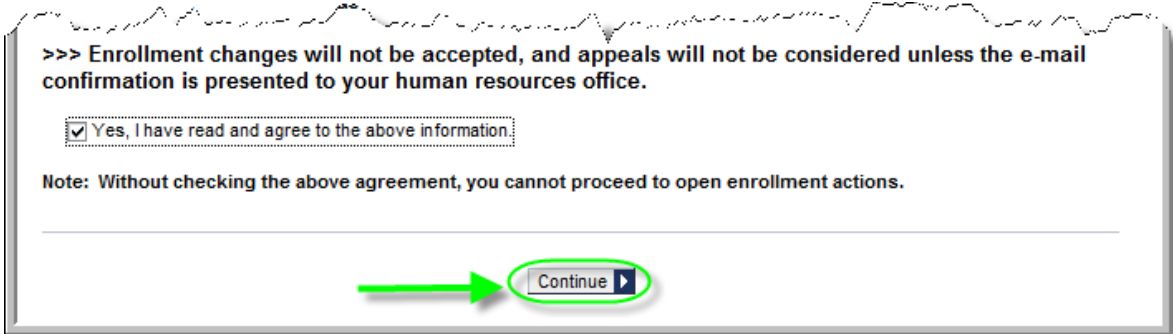 >>> Enrollment changes will not be accepted, and appeals will not be considered unless the e-mail
confirmation is presented to your human resources office.
Yes, I have read and agree to the above information.
Note: Without checking the above agreement, you cannot proceed to open enrollment actions.
Continue